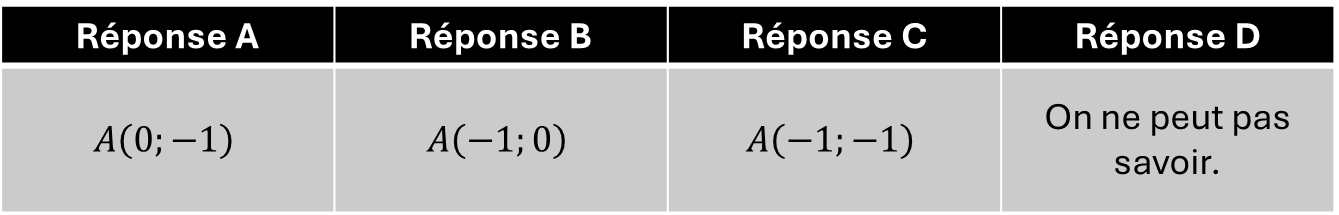 Réponse A
Réponse B
Réponse C
Réponse D
A(0; −1)
A(−1; 0)
A(−1; −1)
On ne peut pas
savoir.